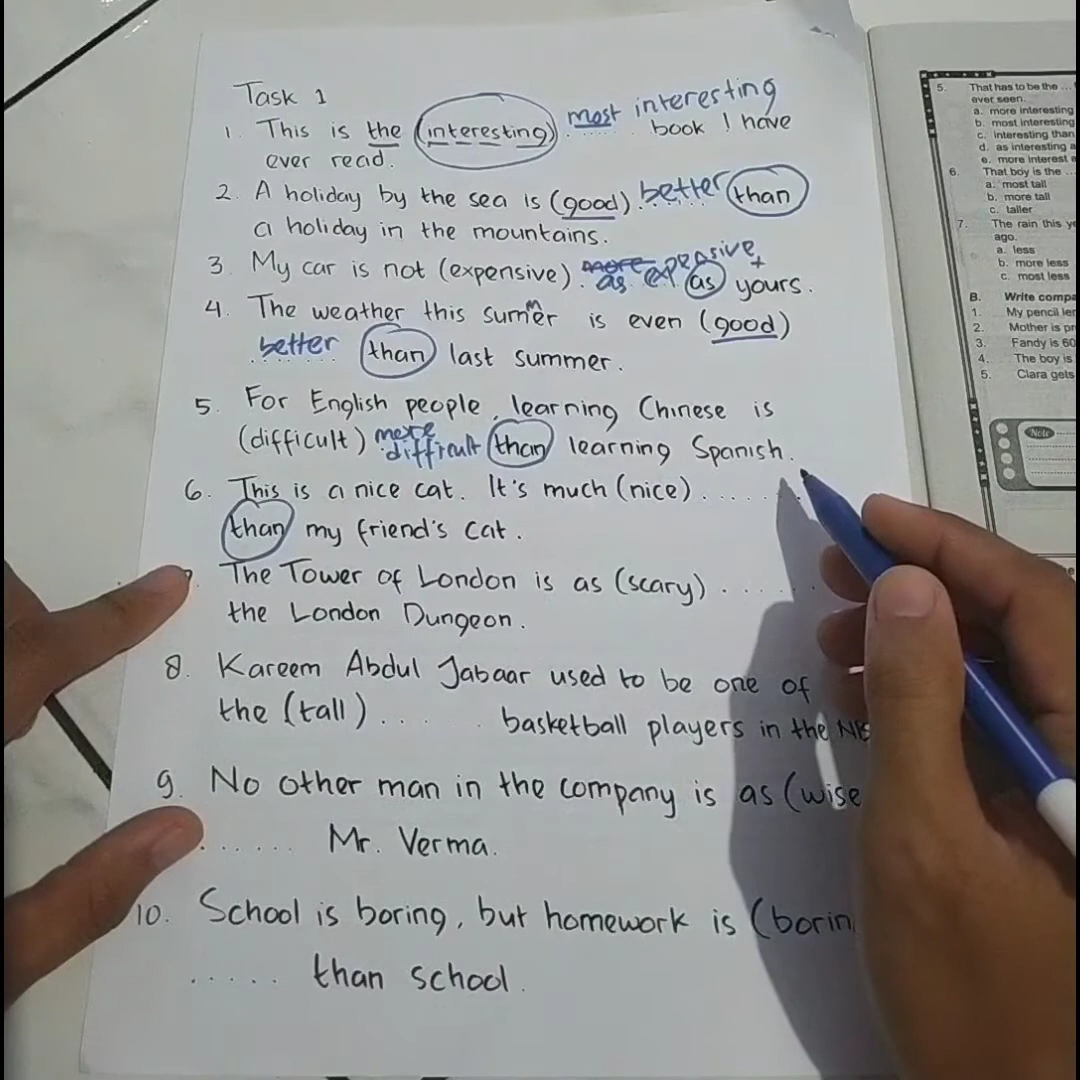 Task 1
1. This is the (interesting) most interesting book I have
ever read.
2. A holiday by the sea is (good) better than
a holiday in the mountains.
3. My car is not (expensive) as expensive as yours.
4. The weather this summer is even (good)
better than last summer.
5. For English people, learning Chinese is
(difficult) more difficult than learning Spanish.
6. This is a nice cat. It's much (nice) ......
than my friend's cat.
The Tower of London is as (scary) .....
the London Dungeon.
8. Kareem Abdul Jabaar used to be one of
the (tall) ... . basketball players in the
9. No other man in the company is as (wise
...... Mr. Verma.
10. School is boring, but homework is (borin
..... than school.
5. That has to be the ...
ever seen.
a. more interesting
b. most interesting
c. interesting than
d. as interesting a
e. more interest
6. That boy is the ...
a. most tall
b. more tall
c. taller
7. The rain this
ago.
a. less
b. more less
c. most less
B. Write
1. My pencil
2. Mother is
3. Fandy is 60
4. The boy is
5. Clara gets
Note